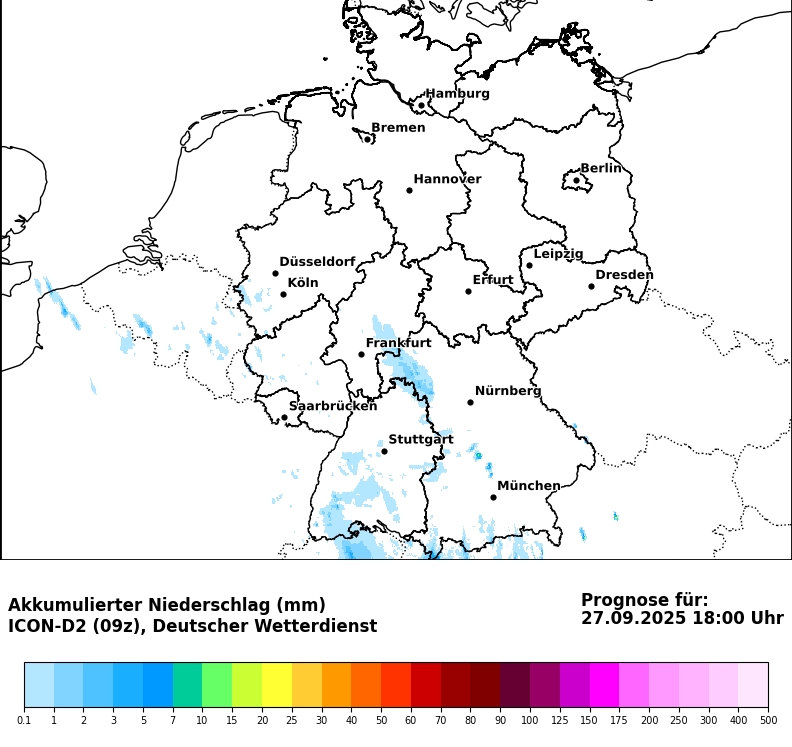 Hamburg
Bremen
Berlin
Hannover
Düsseldorf
Leipzig
Köln
Erfurt
Dresden
Frankfurt
Nürnberg
Saarbrücken
Stuttgart
München
Akkumulierter Niederschlag (mm)
ICON-D2 (09z), Deutscher Wetterdienst
Prognose für:
27.09.2025 18:00 Uhr
0.1 1 2 3 5 7 10 15 20 25 30 40 50 60 70 80 90 100 125 150 175 200 250 300 400 500